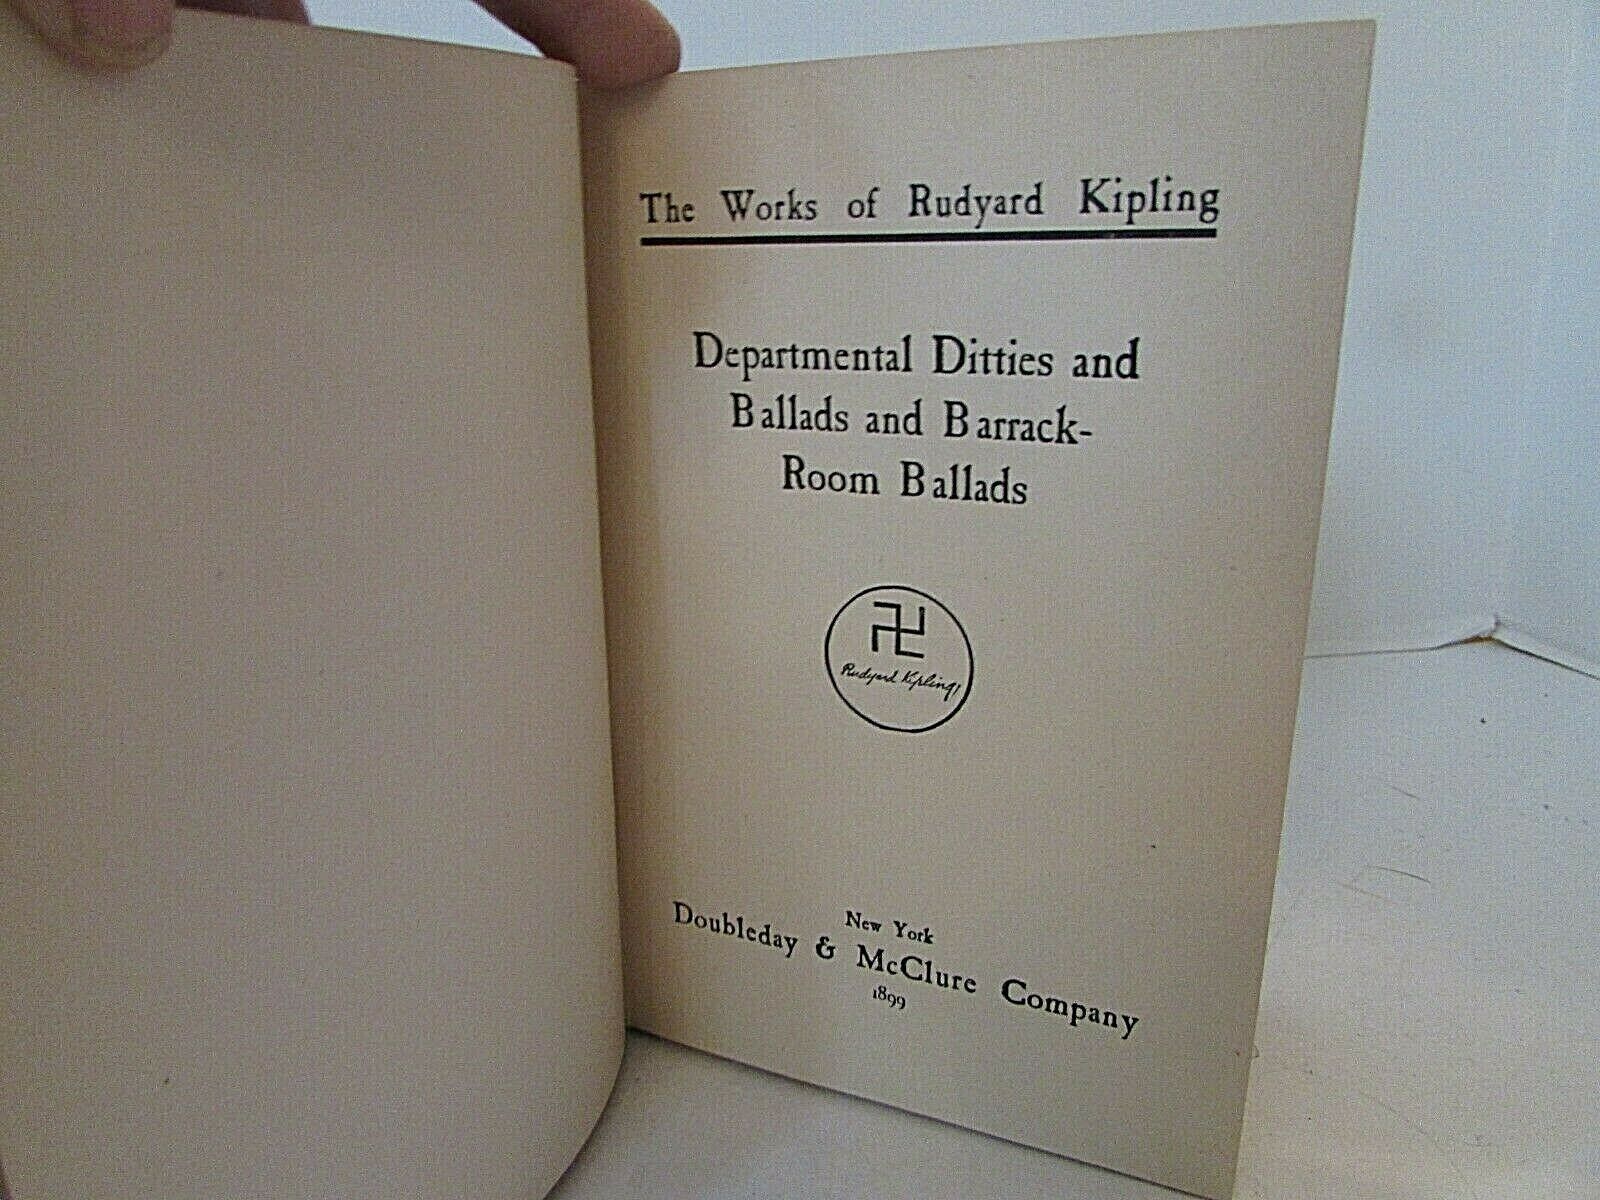 The Works of Rudyard Kipling
Departmental Ditties and
Ballads and Barrack-
Room Ballads
Rudyard Kipling
New York
Doubleday & McClure Company
1899